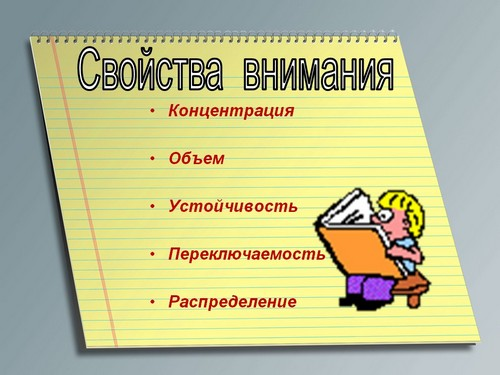 Свойства внимания
• Концентрация
• Объем
• Устойчивость
• Переключаемость
• Распределение